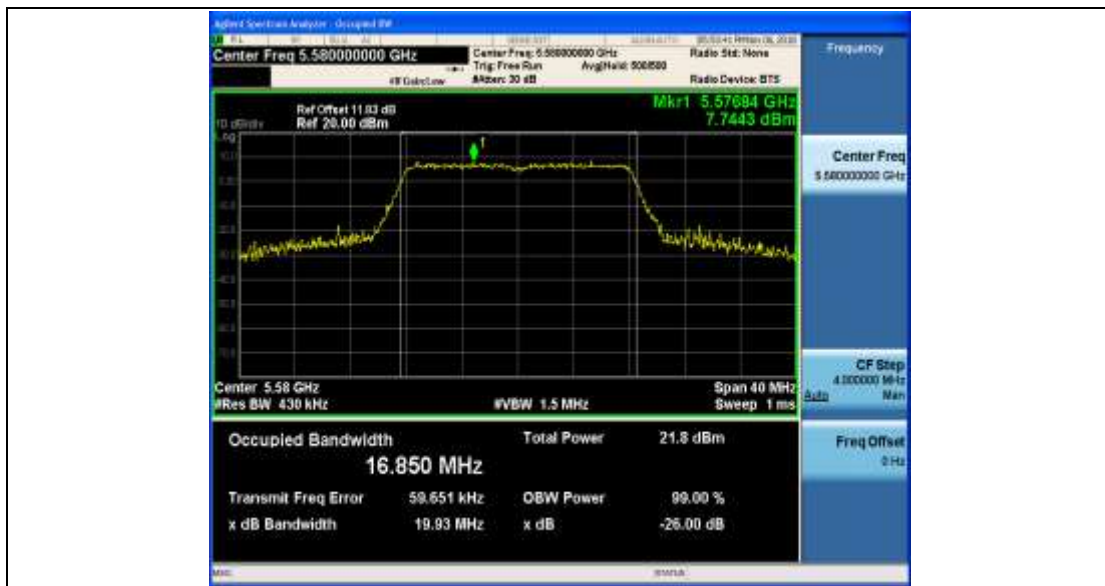 Agilent Spectrum Analyzer - Occupied BW
Center Freq 5.580000000 GHz
Center Freq: 5.580000000 GHz
Radio Std: None
Frequency
Trig: Free Run Avg|Hold: 500/500
#IFGain:Low #Atten: 30 dB Radio Device: BTS
Ref Offset 11.83 dB
Mkr1 5.57684 GHz
10 dB/div Ref 20.00 dBm 7.7443 dBm
Log
1
Center Freq
5.580000000 GHz
Center 5.58 GHz Span 40 MHz
#Res BW 430 kHz #VBW 1.5 MHz Sweep 1 ms
CF Step
4.000000 MHz
Auto Man
Occupied Bandwidth Total Power 21.8 dBm
16.850 MHz
Freq Offset
0 Hz
Transmit Freq Error 59.651 kHz OBW Power 99.00 %
x dB Bandwidth 19.93 MHz x dB -26.00 dB
MSG STATUS